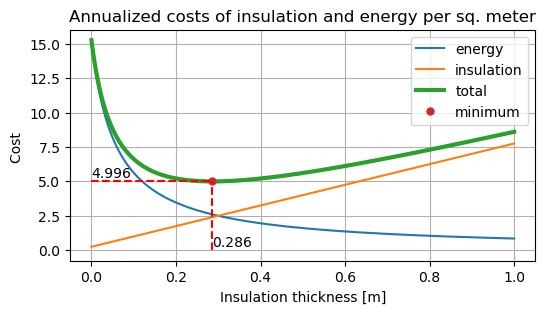 Annualized costs of insulation and energy per sq. meter
energy
insulation
total
minimum
15.0
12.5
10.0
7.5
5.0
2.5
0.0
Cost
4.996
0.286
0.0 0.2 0.4 0.6 0.8 1.0
Insulation thickness [m]